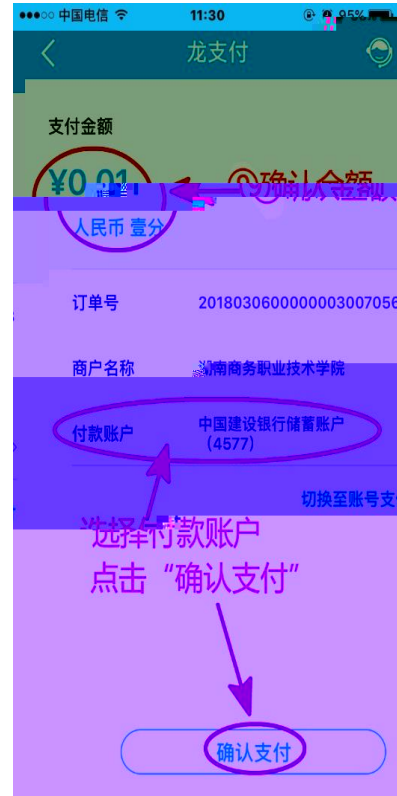 中国电信 11:30 95%
龙支付
支付金额
¥0.01
⑨确认金额
人民币 壹分
订单号 2018030600000003007056
商户名称 湖南商务职业技术学院
付款账户 中国建设银行储蓄账户
(4577)
切换至账号支
选择付款账户
点击“确认支付”
确认支付